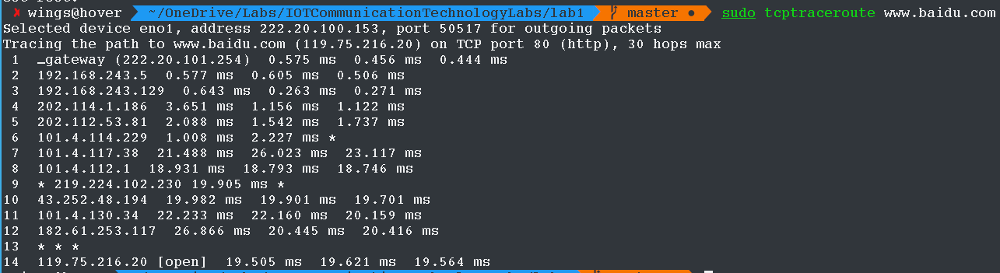 ✗ wings@hover ~/OneDrive/Labs/IOTCommunicationTechnologyLabs/lab1 master ● sudo tcptraceroute www.baidu.com
Selected device eno1, address 222.20.100.153, port 50517 for outgoing packets
Tracing the path to www.baidu.com (119.75.216.20) on TCP port 80 (http), 30 hops max
1 _gateway (222.20.101.254) 0.575 ms 0.456 ms 0.444 ms
2 192.168.243.5 0.577 ms 0.605 ms 0.506 ms
3 192.168.243.129 0.643 ms 0.263 ms 0.271 ms
4 202.114.1.186 3.651 ms 1.156 ms 1.122 ms
5 202.112.53.81 2.088 ms 1.542 ms 1.737 ms
6 101.4.114.229 1.008 ms 2.227 ms *
7 101.4.117.38 21.488 ms 26.023 ms 23.117 ms
8 101.4.112.1 18.931 ms 18.793 ms 18.746 ms
9 * 219.224.102.230 19.905 ms *
10 43.252.48.194 19.982 ms 19.901 ms 19.701 ms
11 101.4.130.34 22.233 ms 22.160 ms 20.159 ms
12 182.61.253.117 26.866 ms 20.445 ms 20.416 ms
13 * * *
14 119.75.216.20 [open] 19.505 ms 19.621 ms 19.564 ms